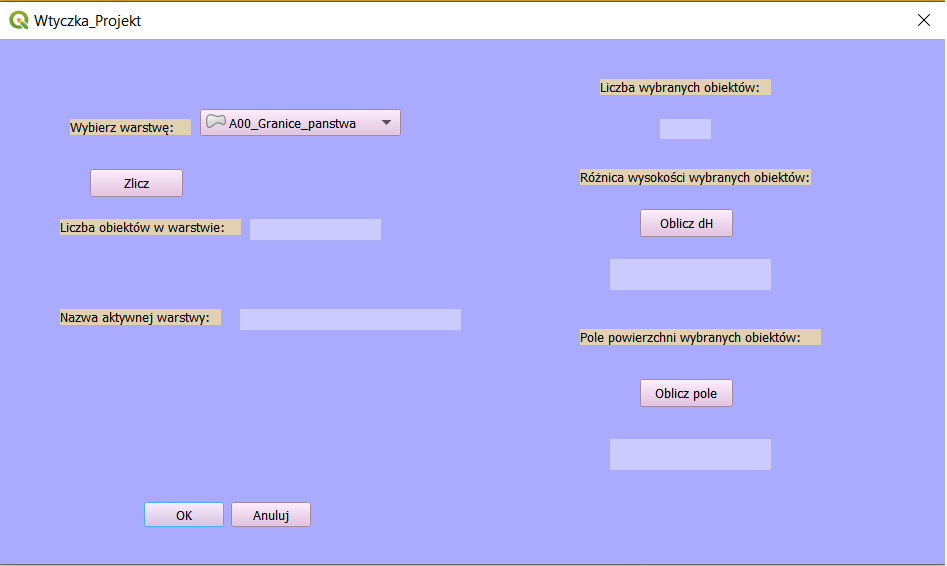 Wtyczka_Projekt
Wybierz warstwę:
A00_Granice_panstwa
Zlicz
Liczba obiektów w warstwie:
Nazwa aktywnej warstwy:
OK
Anuluj
Liczba wybranych obiektów:
Różnica wysokości wybranych obiektów:
Oblicz dH
Pole powierzchni wybranych obiektów:
Oblicz pole